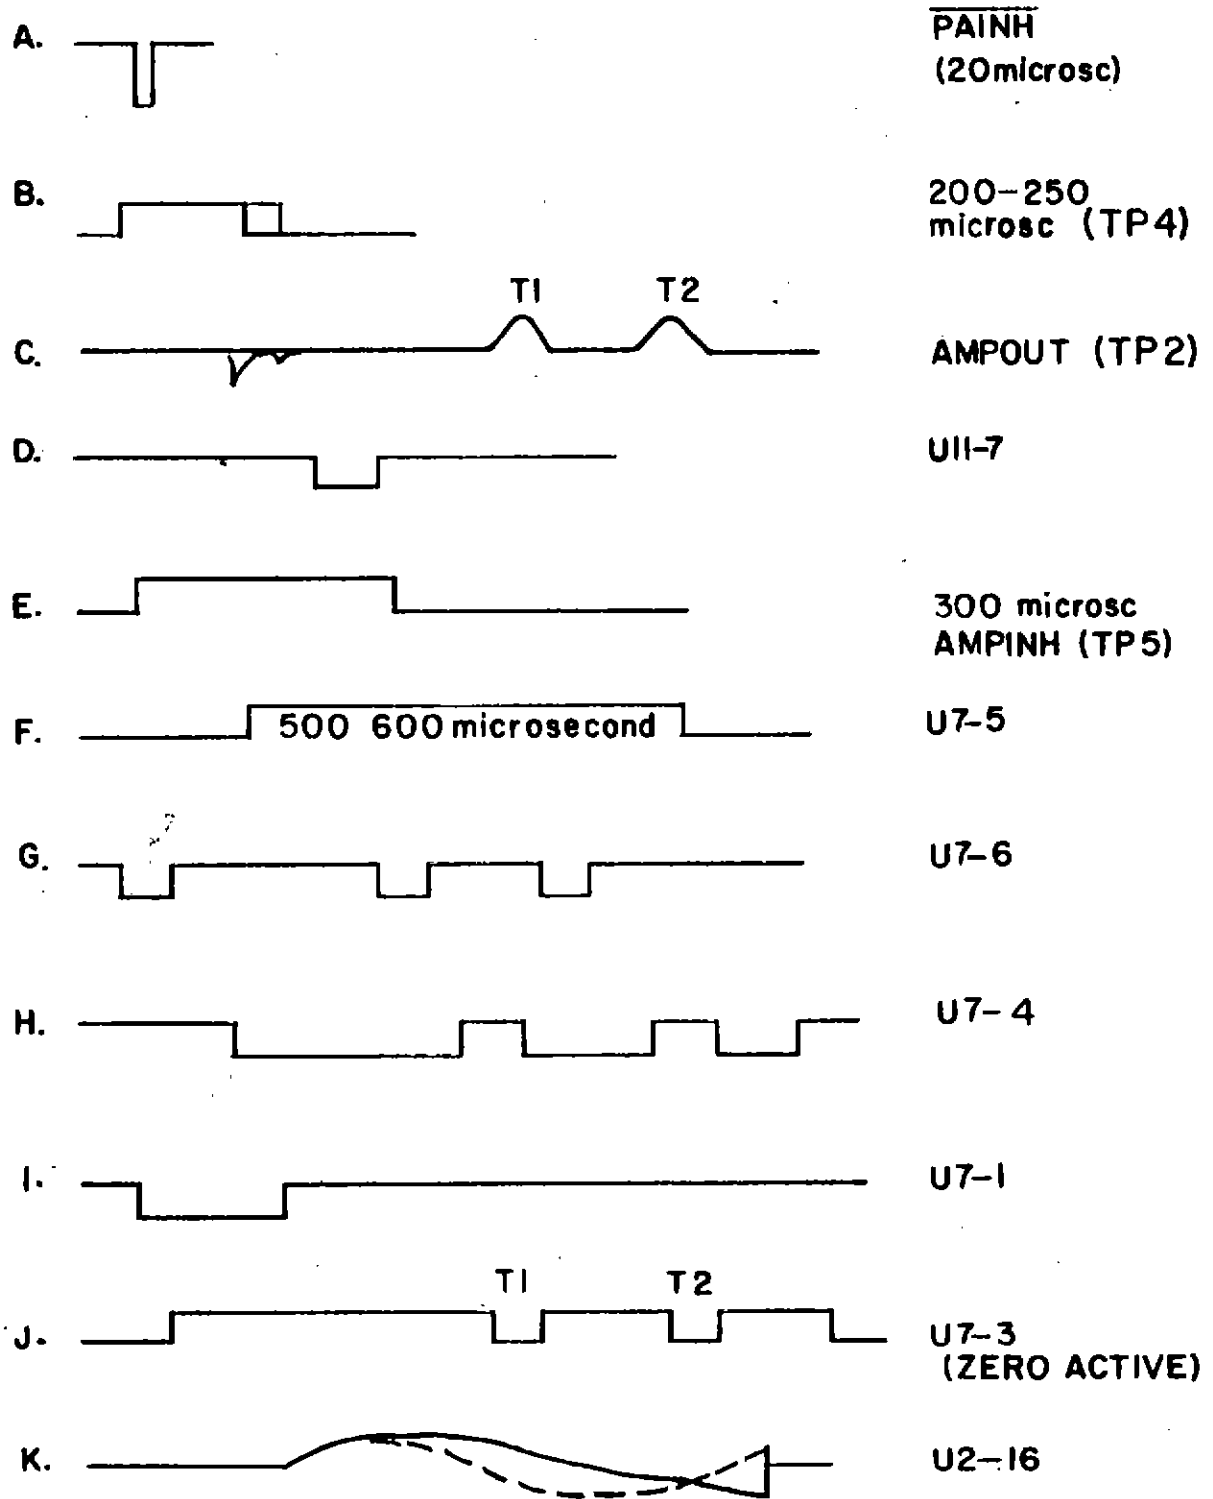 A.
PAINH
(20microsc)
B.
200-250
microsc (TP4)
T1 T2
C.
AMPOUT (TP2)
D.
U11-7
E.
300 microsc
AMPINH (TP5)
F.
500 600 microsecond
U7-5
G.
U7-6
H.
U7-4
I.
U7-1
T1 T2
J.
U7-3
(ZERO ACTIVE)
K.
U2-16